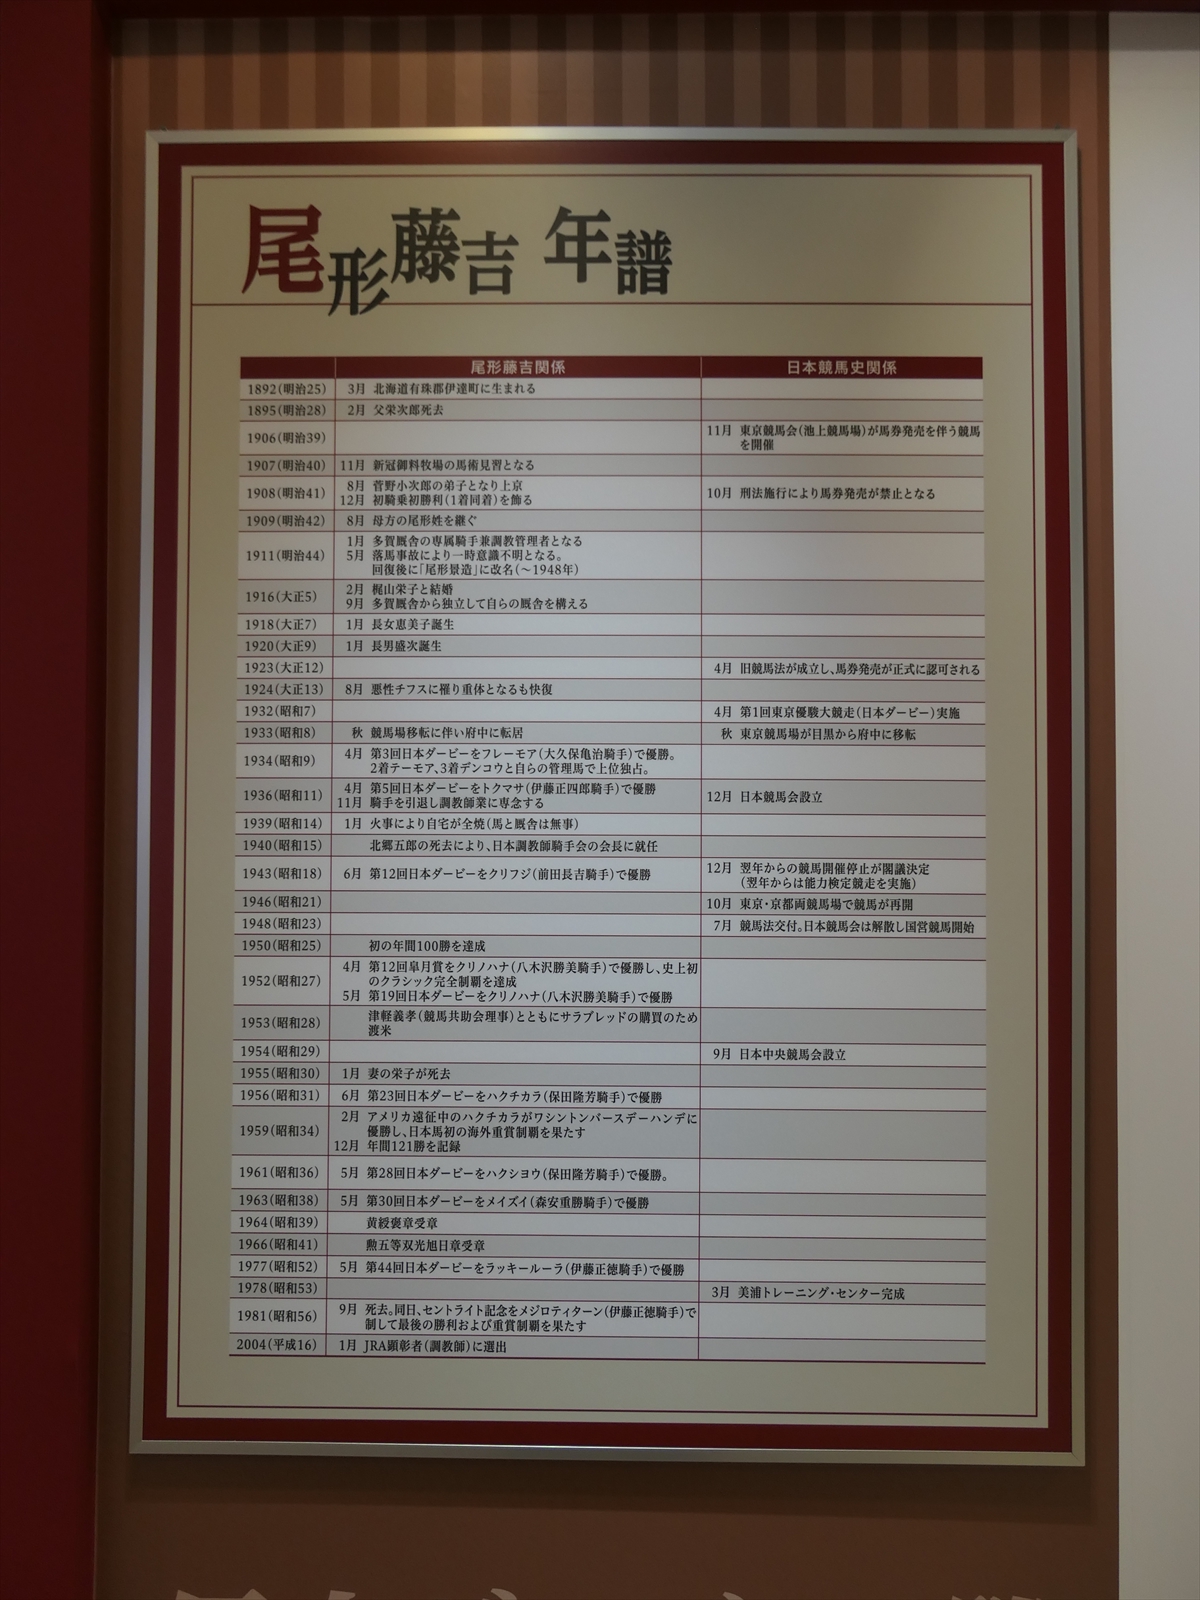 尾形藤吉 年譜
尾形藤吉関係 日本競馬史関係
1892(明治25) 3月 北海道有珠郡伊達町に生まれる
1895(明治28) 2月 父栄次郎死去
1906(明治39) 11月 東京競馬会(池上競馬場)が馬券発売を伴う競馬
を開催
1907(明治40) 11月 新冠御料牧場の馬術見習となる
1908(明治41) 8月 菅野小次郎の弟子となり上京
12月 初騎乗初勝利(1着同着)を飾る
10月 刑法施行により馬券発売が禁止となる
1909(明治42) 8月 母方の尾形姓を継ぐ
1911(明治44) 1月 多賀厩舎の専属騎手兼調教管理者となる
5月 落馬事故により一時意識不明となる。
回復後に「尾形景造」に改名(～1948年)
1916(大正5) 2月 梶山栄子と結婚
9月 多賀厩舎から独立して自らの厩舎を構える
1918(大正7) 1月 長女恵美子誕生
1920(大正9) 1月 長男盛次誕生
1923(大正12) 4月 旧競馬法が成立し、馬券発売が正式に認可される
1924(大正13) 8月 悪性チフスに罹り重体となるも快復
1932(昭和7) 4月 第1回東京優駿大競走(日本ダービー)実施
1933(昭和8) 秋 競馬場移転に伴い府中に転居 秋 東京競馬場が目黒から府中に移転
1934(昭和9) 4月 第3回日本ダービーをフレーモア(大久保亀治騎手)で優勝。
2着テーモア、3着デンコウと自らの管理馬で上位独占。
1936(昭和11) 4月 第5回日本ダービーをトクマサ(伊藤正四郎騎手)で優勝
11月 騎手を引退し調教師業に専念する
12月 日本競馬会設立
1939(昭和14) 1月 火事により自宅が全焼(馬と厩舎は無事)
1940(昭和15) 北郷五郎の死去により、日本調教師騎手会の会長に就任
1943(昭和18) 6月 第12回日本ダービーをクリフジ(前田長吉騎手)で優勝
12月 翌年からの競馬開催停止が閣議決定
(翌年からは能力検定競走を実施)
1946(昭和21) 10月 東京・京都両競馬場で競馬が再開
1948(昭和23) 7月 競馬法交付。日本競馬会は解散し国営競馬開始
1950(昭和25) 初の年間100勝を達成
1952(昭和27) 4月 第12回皐月賞をクリノハナ(八木沢勝美騎手)で優勝し、史上初
のクラシック完全制覇を達成
5月 第19回日本ダービーをクリノハナ(八木沢勝美騎手)で優勝
1953(昭和28) 津軽義孝(競馬共助会理事)とともにサラブレッドの購買のため
渡米
1954(昭和29) 9月 日本中央競馬会設立
1955(昭和30) 1月 妻の栄子が死去
1956(昭和31) 6月 第23回日本ダービーをハクチカラ(保田隆芳騎手)で優勝
1959(昭和34) 2月 アメリカ遠征中のハクチカラがワシントンバースデーハンデに
優勝し、日本馬初の海外重賞制覇を果たす
12月 年間121勝を記録
1961(昭和36) 5月 第28回日本ダービーをハクシヨウ(保田隆芳騎手)で優勝。
1963(昭和38) 5月 第30回日本ダービーをメイズイ(森安重勝騎手)で優勝
1964(昭和39) 黄綬褒章受章
1966(昭和41) 勲五等双光旭日章受章
1977(昭和52) 5月 第44回日本ダービーをラッキールーラ(伊藤正徳騎手)で優勝
1978(昭和53) 3月 美浦トレーニング・センター完成
1981(昭和56) 9月 死去。同日、セントライト記念をメジロティターン(伊藤正徳騎手)で
制して最後の勝利および重賞制覇を果たす
2004(平成16) 1月 JRA顕彰者(調教師)に選出